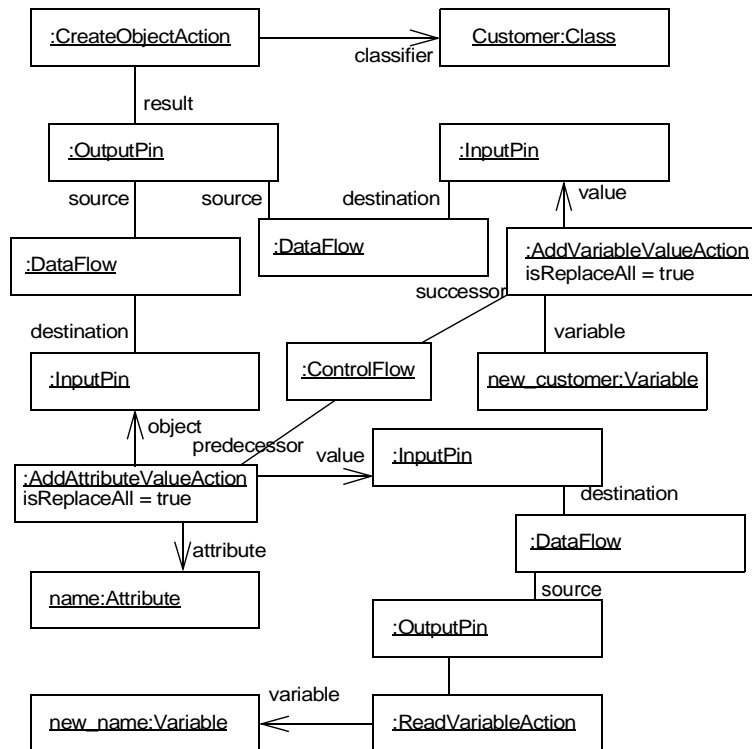 :CreateObjectAction
Customer:Class
classifier
result
:OutputPin
:InputPin
source
source
destination
value
:DataFlow
:DataFlow
:AddVariableValueAction
isReplaceAll = true
successor
destination
variable
:InputPin
:ControlFlow
new_customer:Variable
object
predecessor
value
:InputPin
:AddAttributeValueAction
isReplaceAll = true
destination
attribute
:DataFlow
name:Attribute
source
:OutputPin
variable
new_name:Variable
:ReadVariableAction